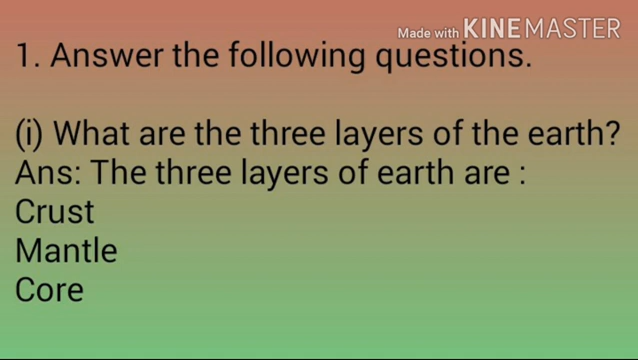 Made with KINEMASTER
1. Answer the following questions.
(i) What are the three layers of the earth?
Ans: The three layers of earth are :
Crust
Mantle
Core